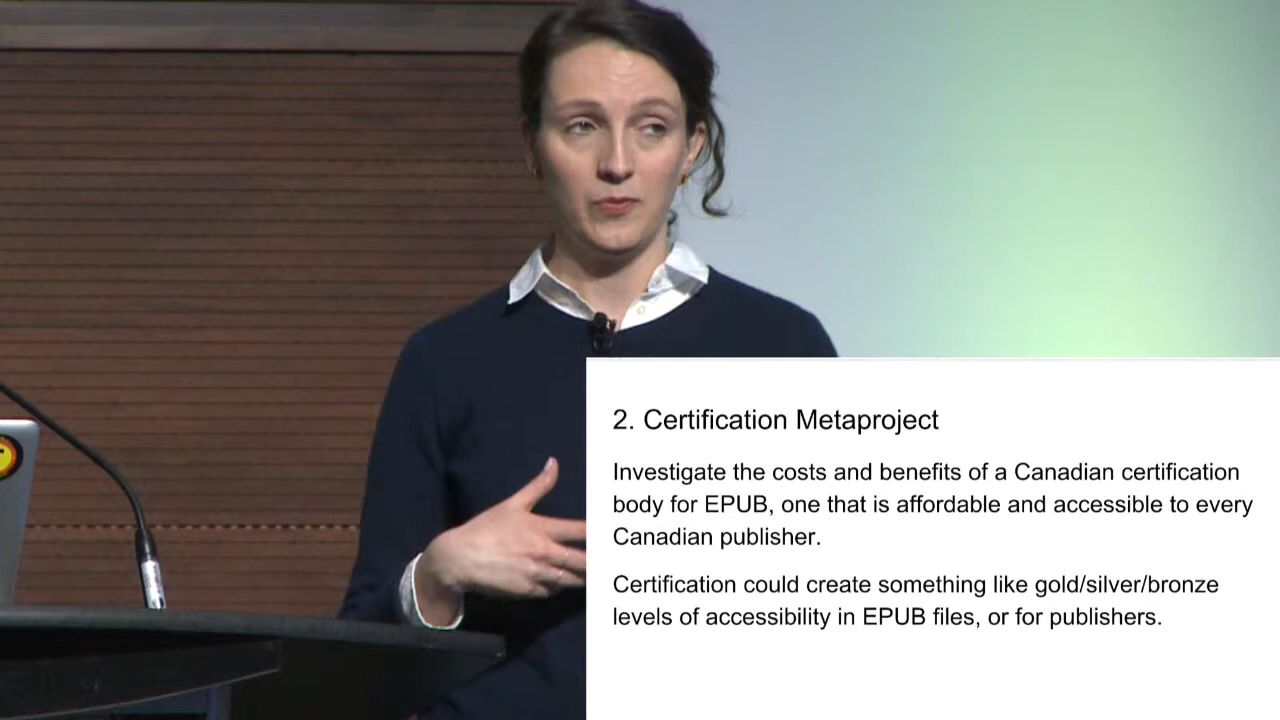 2. Certification Metaproject
Investigate the costs and benefits of a Canadian certification
body for EPUB, one that is affordable and accessible to every
Canadian publisher.
Certification could create something like gold/silver/bronze
levels of accessibility in EPUB files, or for publishers.